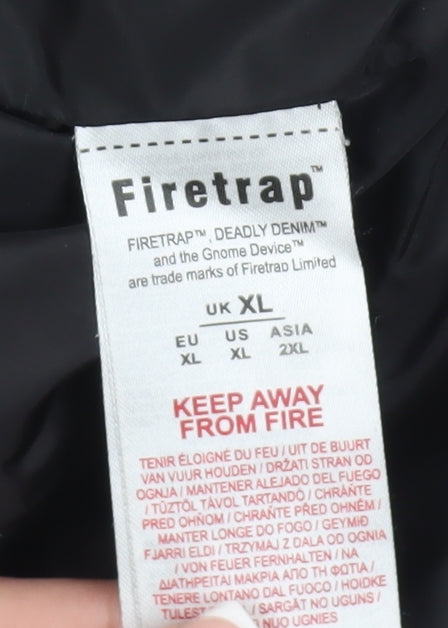 Firetrap™
FIRETRAP™, DEADLY DENIM™
and the Gnome Device™
are trade marks of Firetrap Limited
UK XL
EU US ASIA
XL XL 2XL
KEEP AWAY
FROM FIRE
TENIR ÉLOIGNÉ DU FEU / UIT DE BUURT
VAN VUUR HOUDEN / DRŽATI STRAN OD
OGNJA / MANTENER ALEJADO DEL FUEGO
/ TŰZTŐL TÁVOL TARTANDÓ / CHRAŇTE
PRED OHŇOM / CHRAŇTE PŘED OHNĚM /
MANTER LONGE DO FOGO / GEYMIÐ
FJARRI ELDI / TRZYMAJ Z DALA OD OGNIA
/ VON FEUER FERNHALTEN / NA
ΔΙΑΤΗΡΕΙΤΑΙ ΜΑΚΡΙΑ ΑΠΟ ΤΗ ΦΩΤΙΑ /
TENERE LONTANO DAL FUOCO / HOIDKE
/ SARGĀT NO UGUNS /
NUO UGNIES